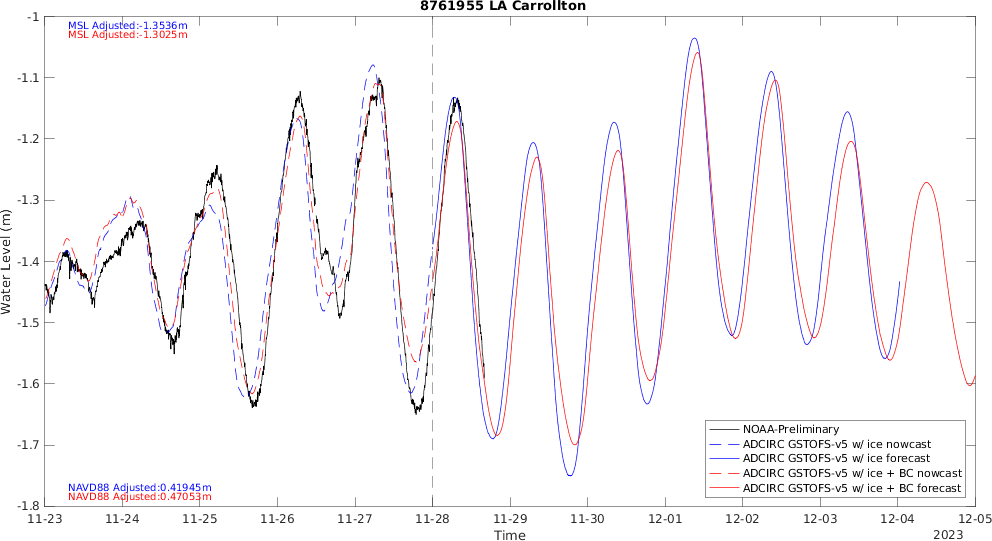 8761955 LA Carrollton
MSL Adjusted:-1.3536m
MSL Adjusted:-1.3025m
-1
-1.1
-1.2
-1.3
-1.4
-1.5
-1.6
-1.7
-1.8
Water Level (m)
NOAA-Preliminary
ADCIRC GSTOFS-v5 w/ ice nowcast
ADCIRC GSTOFS-v5 w/ ice forecast
ADCIRC GSTOFS-v5 w/ ice + BC nowcast
ADCIRC GSTOFS-v5 w/ ice + BC forecast
NAVD88 Adjusted:0.41945m
NAVD88 Adjusted:0.47053m
11-23 11-24 11-25 11-26 11-27 11-28 11-29 11-30 12-01 12-02 12-03 12-04 12-05
Time
2023